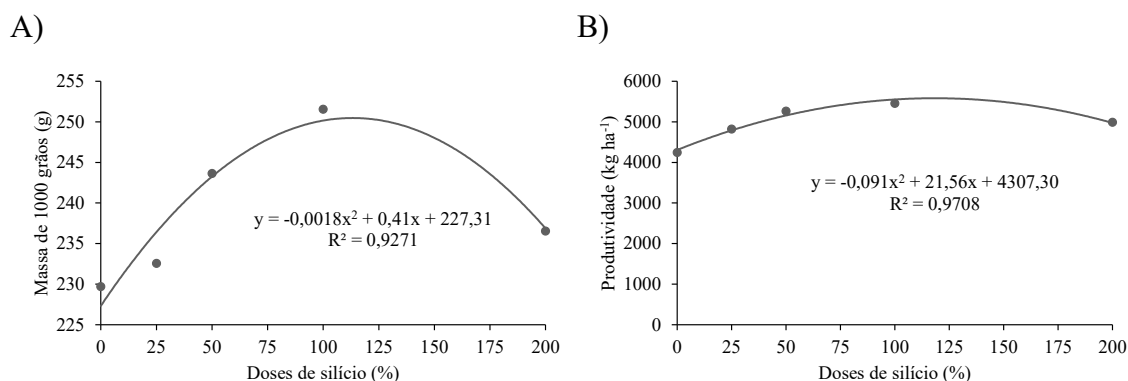 A)
Massa de 1000 grãos (g)
255
250
245
240
235
230
225
y = -0,0018x² + 0,41x + 227,31
R² = 0,9271
0 25 50 75 100 125 150 175 200
Doses de silício (%)
B)
Produtividade (kg ha⁻¹)
6000
5000
4000
3000
2000
1000
0
y = -0,091x² + 21,56x + 4307,30
R² = 0,9708
0 25 50 75 100 125 150 175 200
Doses de silício (%)